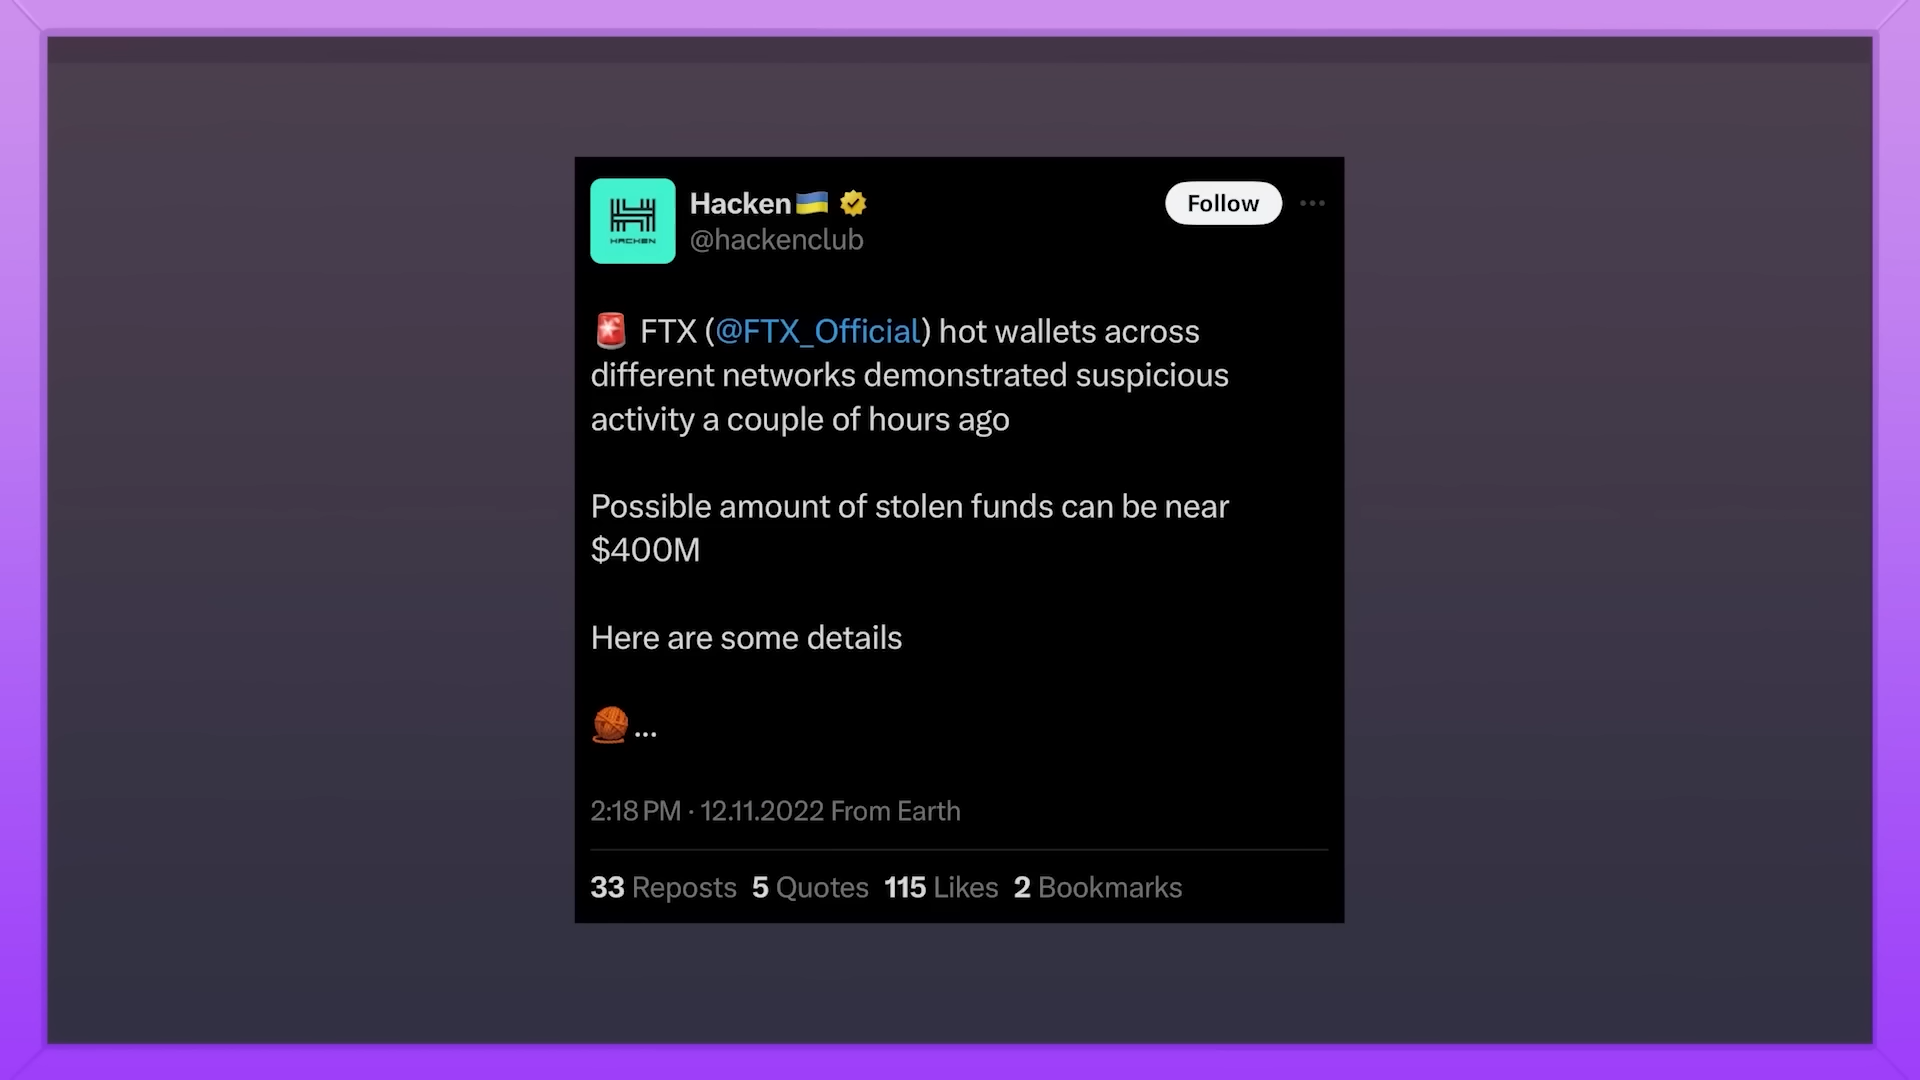 Hacken🇺🇦
@hackenclub
Follow
HACKEN
🚨 FTX (@FTX_Official) hot wallets across
different networks demonstrated suspicious
activity a couple of hours ago
Possible amount of stolen funds can be near
$400M
Here are some details
🧶...
2:18 PM · 12.11.2022 From Earth
33 Reposts 5 Quotes 115 Likes 2 Bookmarks